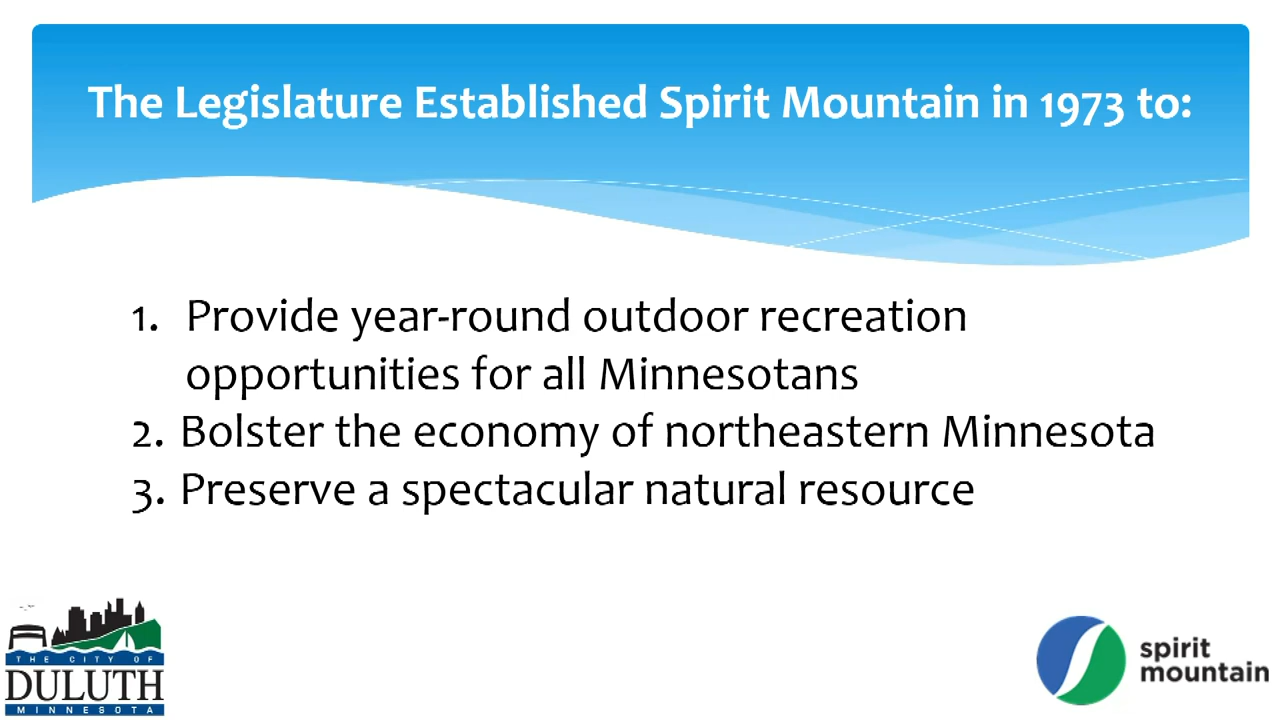 The Legislature Established Spirit Mountain in 1973 to:
1. Provide year-round outdoor recreation
opportunities for all Minnesotans
2. Bolster the economy of northeastern Minnesota
3. Preserve a spectacular natural resource
THE CITY OF
DULUTH
MINNESOTA
spirit
mountain